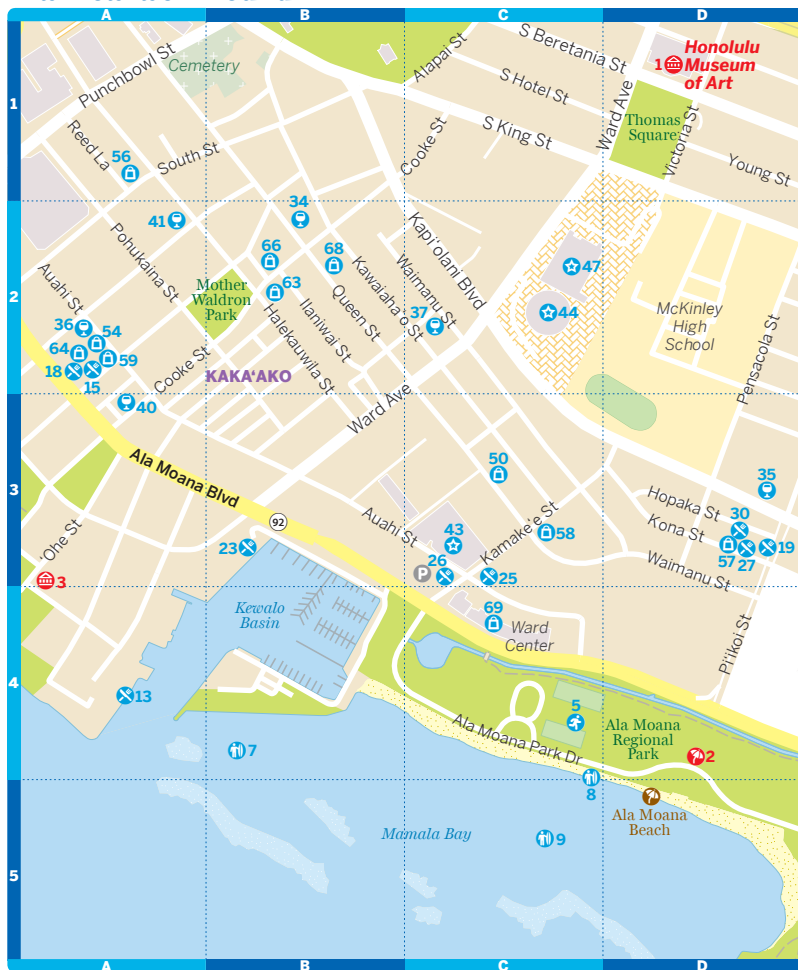 A
B
C
D
Punchbowl St
Cemetery
Alapai St
S Beretania St
1
Honolulu
Museum
of Art
S Hotel St
Ward Ave
1
Thomas
Square
Victoria St
Reed La
56
South St
Cooke St
S King St
Young St
41
34
Pohukaina St
66
68
Kapi'olani Blvd
47
2
Auahi St
Mother
Waldron
Park
63
Kawaiaha'o St
Waimanu St
Queen St
Ilaniwai St
Halekauwila St
37
44
McKinley
High
School
36
54
64
59
18
15
Cooke St
KAKA'AKO
Pensacola St
40
Ward Ave
Ala Moana Blvd
50
35
3
92
Hopaka St
30
Kona St
'Ohe St
Auahi St
43
Kamake'e St
58
57
27
19
23
26
P
25
Waimanu St
3
Kewalo
Basin
69
Ward
Center
Pi'ikoi St
4
13
5
Ala Moana Park Dr
Ala Moana
Regional
Park
7
2
8
Ala Moana
Beach
Mamala Bay
9
5
A
B
C
D